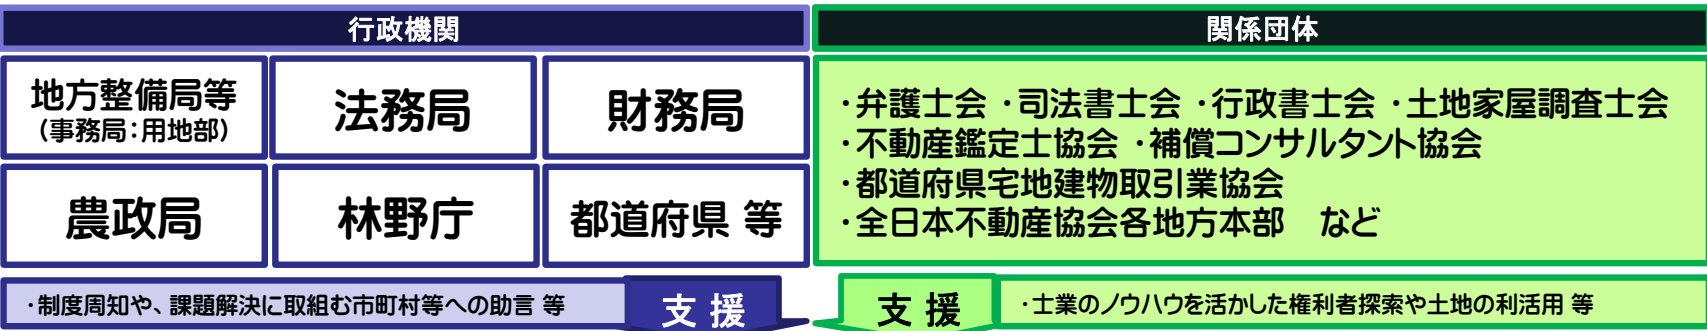 行政機関
地方整備局等
（事務局：用地部）
法務局
財務局
農政局
林野庁
都道府県 等
・制度周知や、課題解決に取組む市町村等への助言 等
支 援
関係団体
・弁護士会 ・司法書士会 ・行政書士会 ・土地家屋調査士会
・不動産鑑定士協会 ・補償コンサルタント協会
・都道府県宅地建物取引業協会
・全日本不動産協会各地方本部　など
支 援
・士業のノウハウを活かした権利者探索や土地の利活用 等